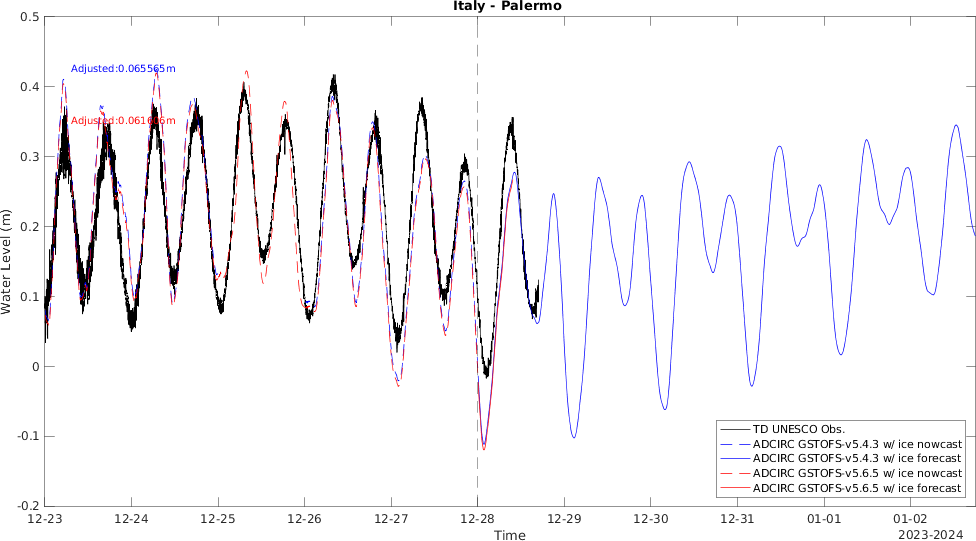 Italy - Palermo
0.5
0.4
0.3
0.2
0.1
0
-0.1
-0.2
Water Level (m)
Adjusted:0.065565m
TD UNESCO Obs.
ADCIRC GSTOFS-v5.4.3 w/ ice nowcast
ADCIRC GSTOFS-v5.4.3 w/ ice forecast
ADCIRC GSTOFS-v5.6.5 w/ ice nowcast
ADCIRC GSTOFS-v5.6.5 w/ ice forecast
12-23 12-24 12-25 12-26 12-27 12-28 12-29 12-30 12-31 01-01 01-02
Time
2023-2024